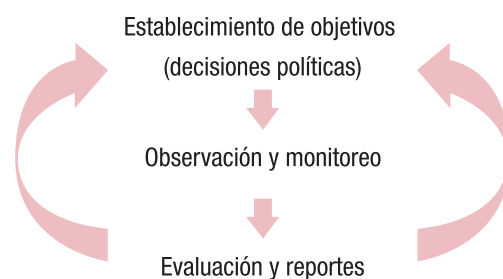 Establecimiento de objetivos
(decisiones políticas)
Observación y monitoreo
Evaluación y reportes